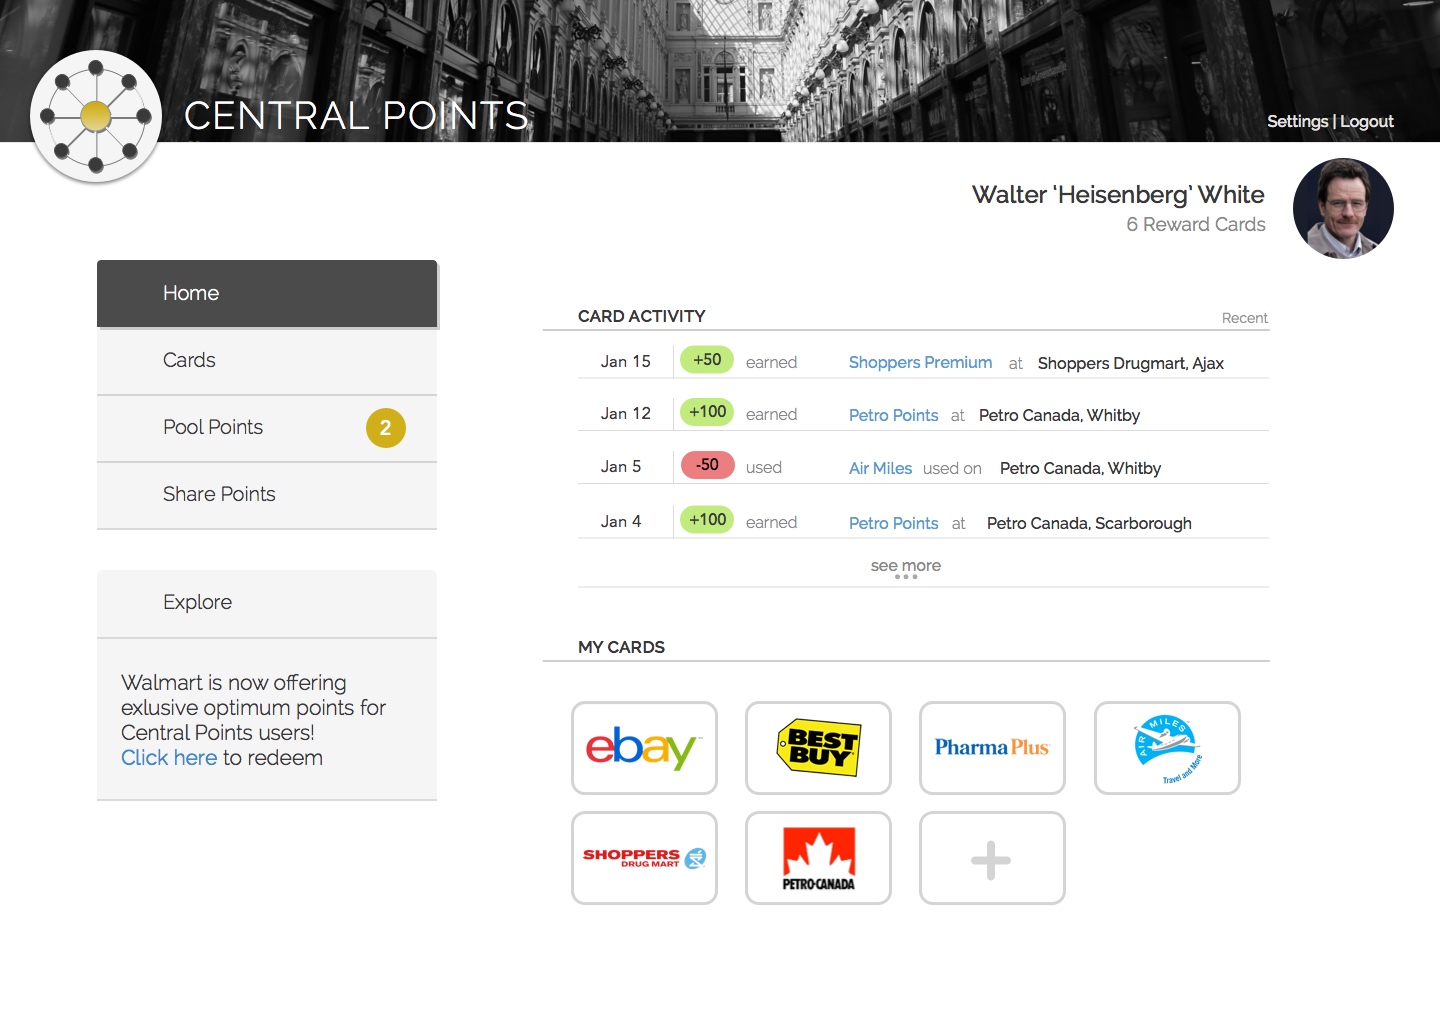 CENTRAL POINTS
Settings | Logout
Walter ‘Heisenberg’ White
6 Reward Cards
Home
Cards
Pool Points 2
Share Points
Explore
Walmart is now offering
exlusive optimum points for
Central Points users!
Click here to redeem
CARD ACTIVITY Recent
Jan 15 +50 earned Shoppers Premium at Shoppers Drugmart, Ajax
Jan 12 +100 earned Petro Points at Petro Canada, Whitby
Jan 5 -50 used Air Miles used on Petro Canada, Whitby
Jan 4 +100 earned Petro Points at Petro Canada, Scarborough
see more
MY CARDS
ebay
BEST
BUY
PharmaPlus
AIR MILES
Travel and More
SHOPPERS
DRUG MART
PETRO-CANADA